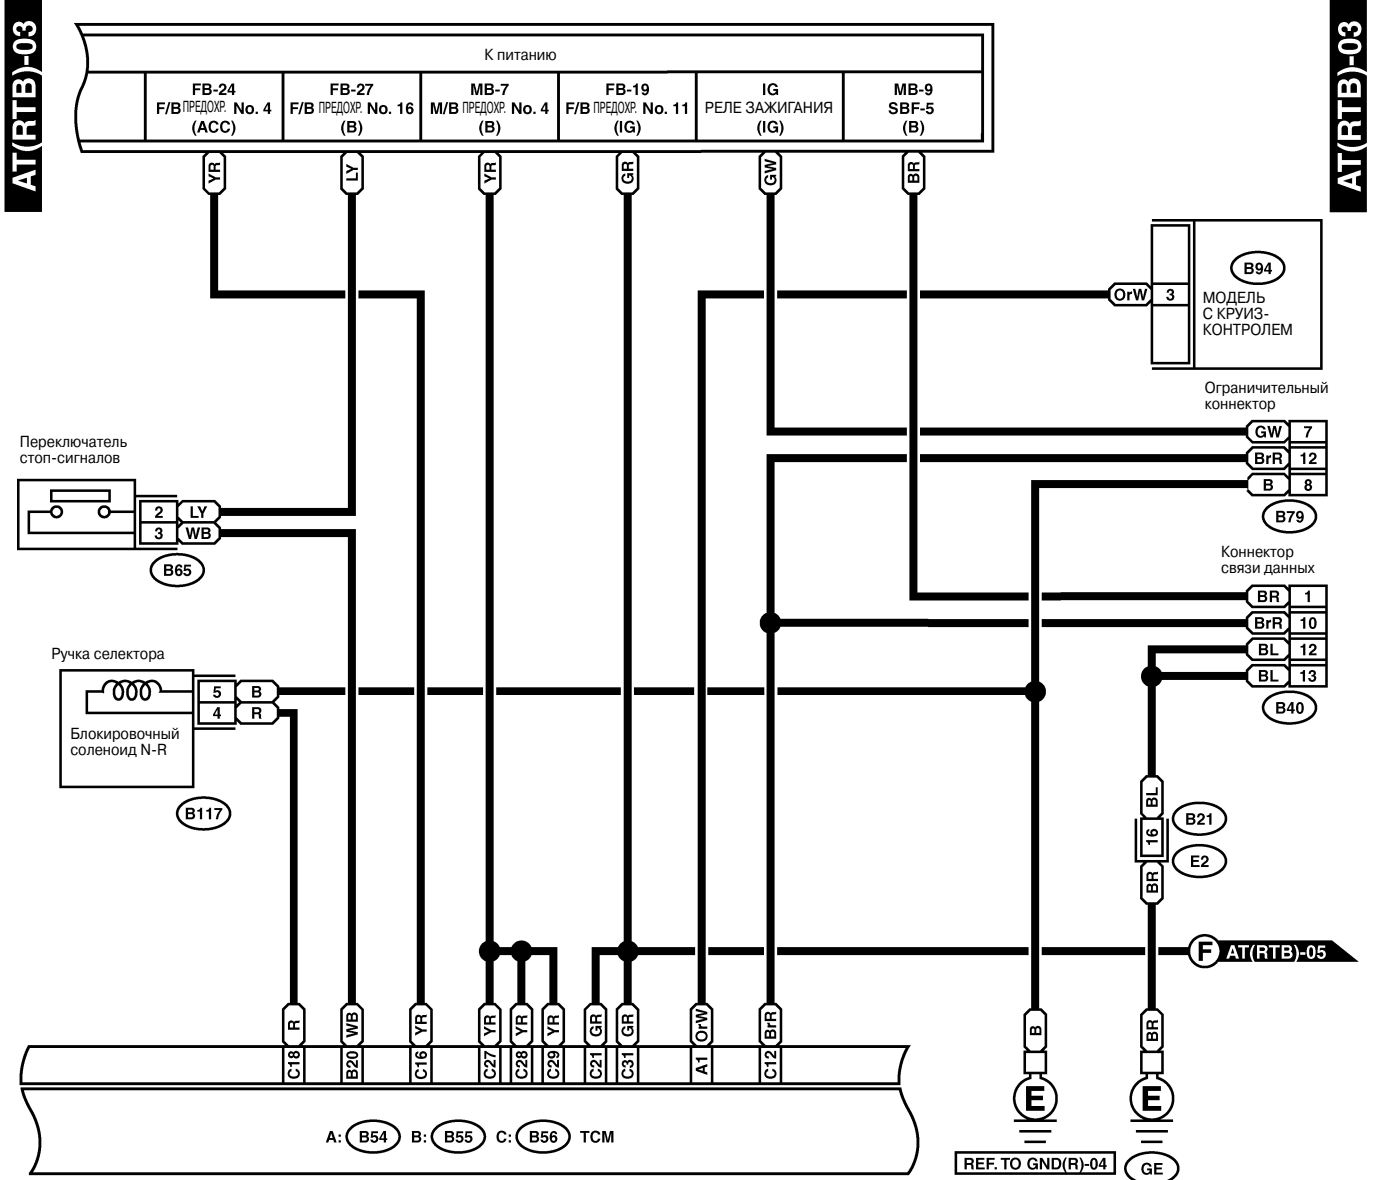 AT(RTB)-03
AT(RTB)-03
К питанию
FB-24
F/B ПРЕДОХР. No. 4
(ACC)
FB-27
F/B ПРЕДОХР. No. 16
(B)
MB-7
M/B ПРЕДОХР. No. 4
(B)
FB-19
F/B ПРЕДОХР. No. 11
(IG)
IG
РЕЛЕ ЗАЖИГАНИЯ
(IG)
MB-9
SBF-5
(B)
YR
LY
YR
GR
GW
BR
B94
OrW
3
МОДЕЛЬ
С КРУИЗ-
КОНТРОЛЕМ
Ограничительный
коннектор
GW 7
BrR 12
B 8
B79
Переключатель
стоп-сигналов
2 LY
3 WB
B65
Коннектор
связи данных
BR 1
BrR 10
BL 12
BL 13
B40
Ручка селектора
5 B
4 R
Блокировочный
соленоид N-R
B117
BL
16
BR
B21
E2
F AT(RTB)-05
R
WB
YR
YR
YR
YR
GR
GR
OrW
BrR
B
BR
C18
B20
C16
C27
C28
C29
C21
C31
A1
C12
E
E
A: B54 B: B55 C: B56 TCM
REF. TO GND(R)-04
GE